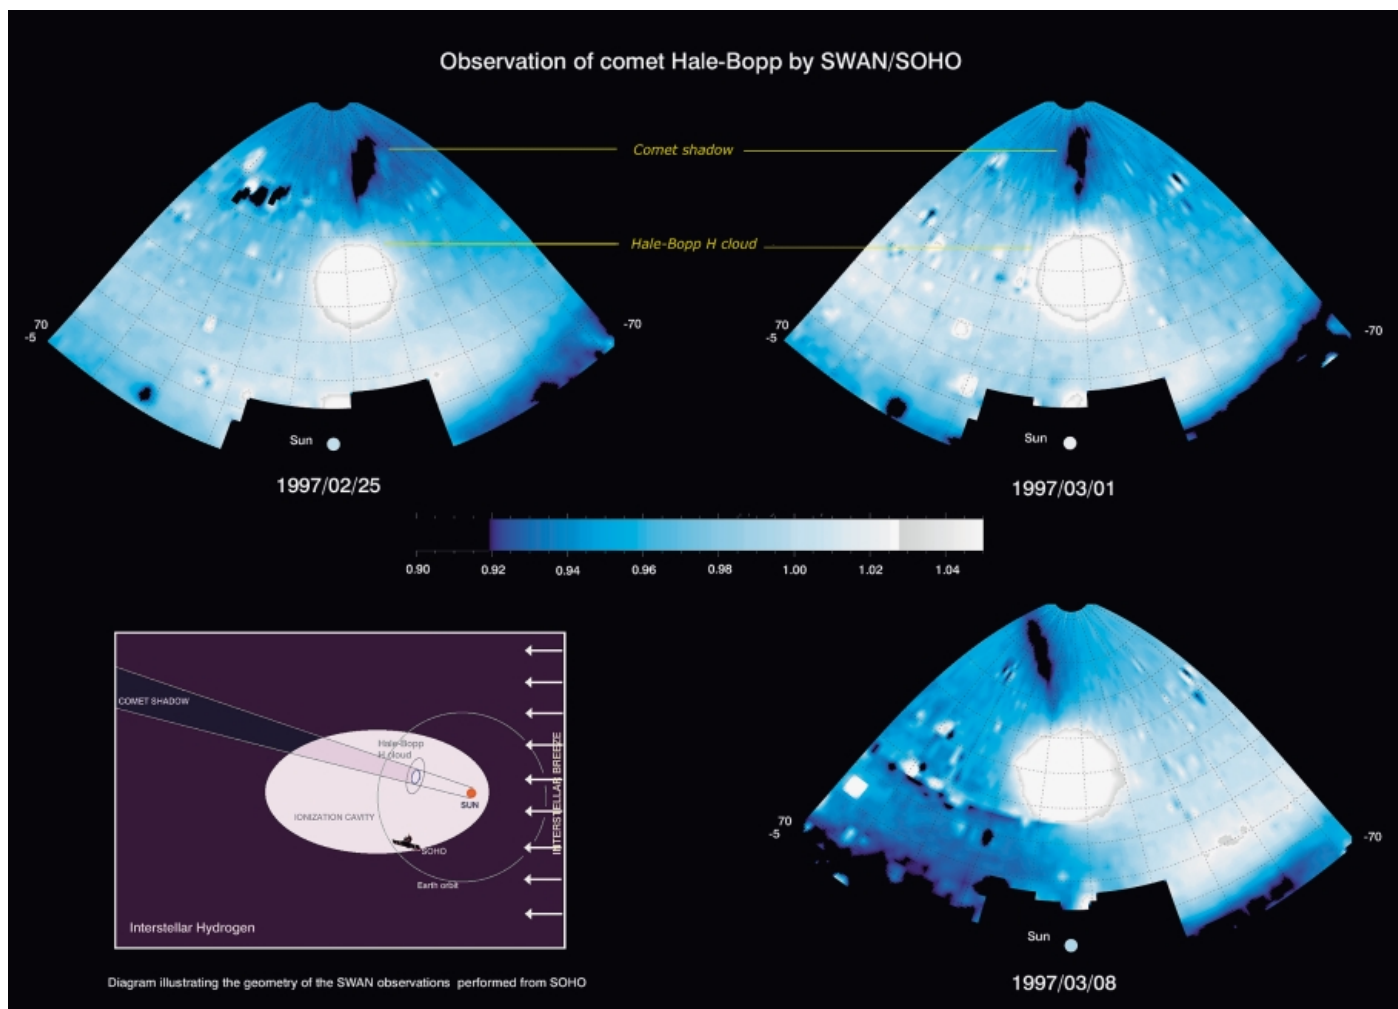 Observation of comet Hale-Bopp by SWAN/SOHO
Comet shadow
Hale-Bopp H cloud
70
-5
-70
70
-5
-70
Sun
Sun
1997/02/25
1997/03/01
0.90 0.92 0.94 0.96 0.98 1.00 1.02 1.04
COMET SHADOW
Hale-Bopp
H cloud
SUN
IONIZATION CAVITY
SOHO
Earth orbit
INTERSTELLAR BREEZE
Interstellar Hydrogen
Diagram illustrating the geometry of the SWAN observations performed from SOHO
70
-5
-70
Sun
1997/03/08